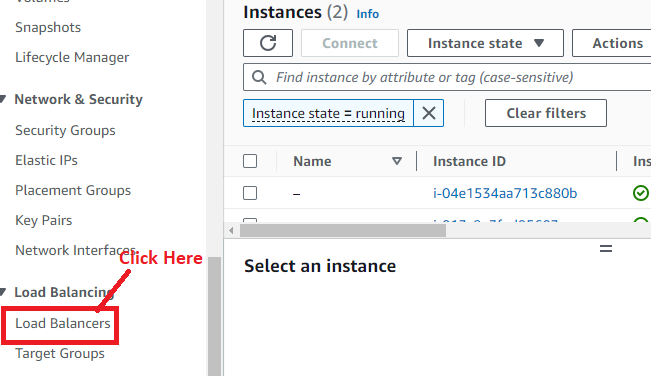 Volumes
Snapshots
Lifecycle Manager
Network & Security
Security Groups
Elastic IPs
Placement Groups
Key Pairs
Network Interfaces
Click Here
Load Balancing
Load Balancers
Target Groups
Instances (2) Info
Connect Instance state Actions
Find instance by attribute or tag (case-sensitive)
Instance state = running Clear filters
Name Instance ID Ins
– i-04e1534aa713c880b
Select an instance